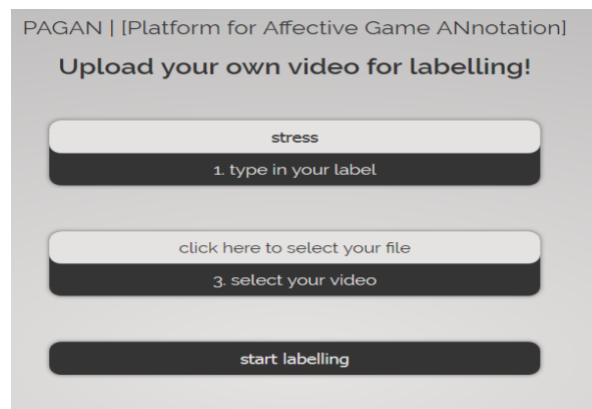 PAGAN | [Platform for Affective Game ANnotation]
Upload your own video for labelling!
stress
1. type in your label
click here to select your file
3. select your video
start labelling